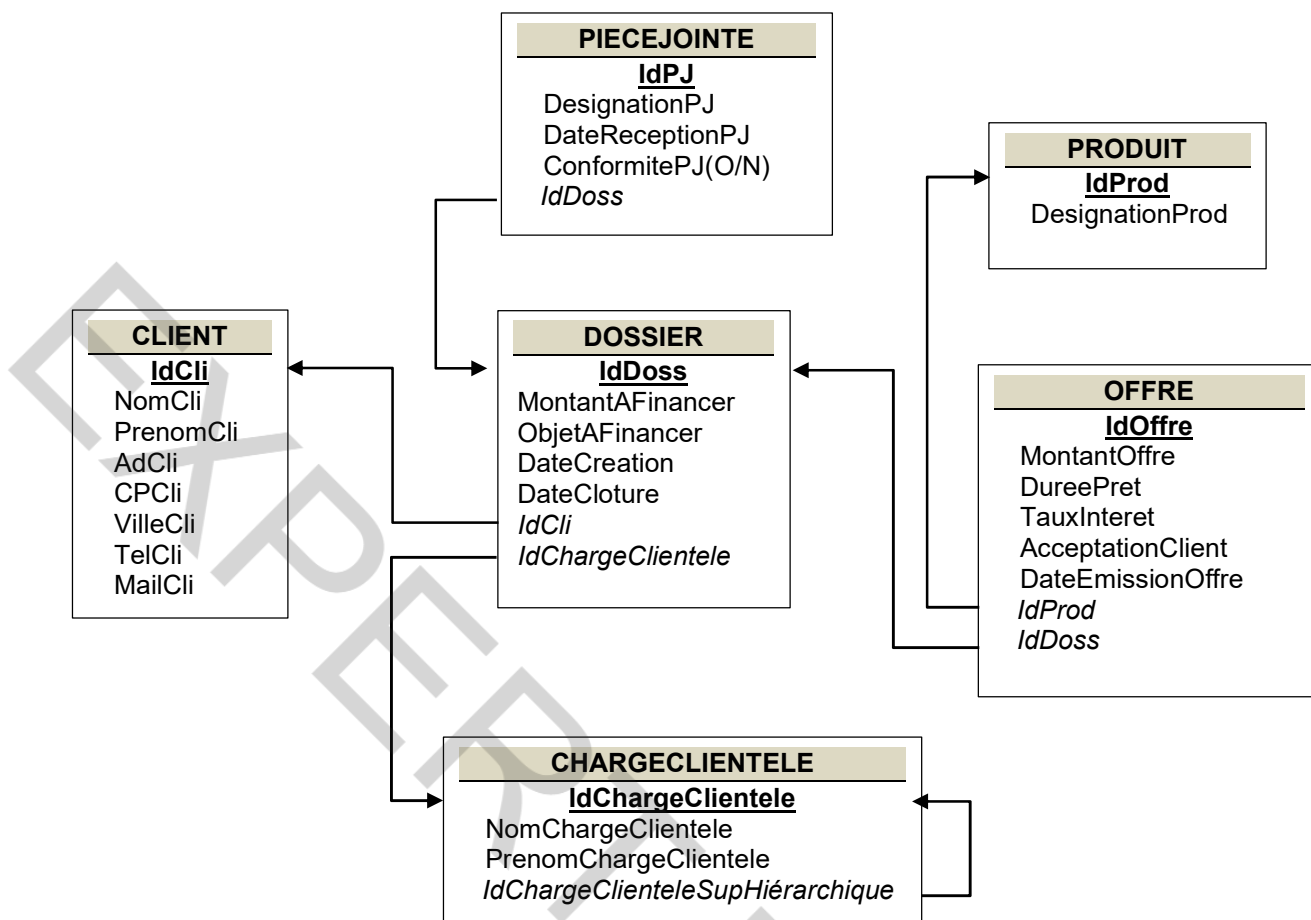 PIECEJOINTE
IdPJ
DesignationPJ
DateReceptionPJ
ConformitePJ(O/N)
IdDoss
PRODUIT
IdProd
DesignationProd
CLIENT
IdCli
NomCli
PrenomCli
AdCli
CPCli
VilleCli
TelCli
MailCli
DOSSIER
IdDoss
MontantAFinancer
ObjetAFinancer
DateCreation
DateCloture
IdCli
IdChargeClientele
OFFRE
IdOffre
MontantOffre
DureePret
TauxInteret
AcceptationClient
DateEmissionOffre
IdProd
IdDoss
CHARGECLIENTELE
IdChargeClientele
NomChargeClientele
PrenomChargeClientele
IdChargeClienteleSupHiérarchique